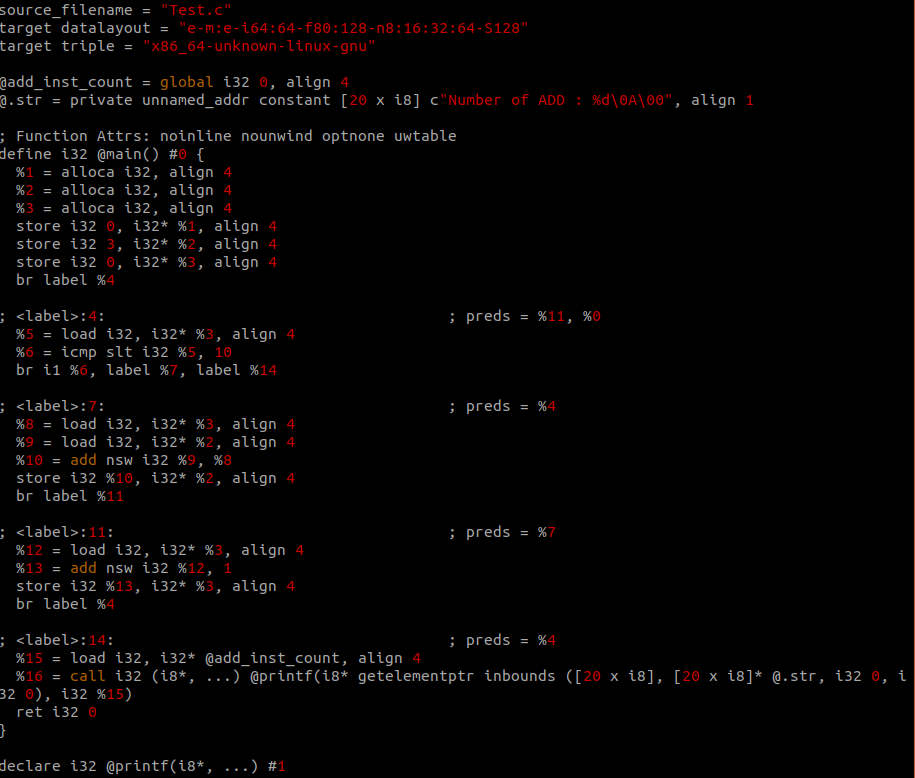 source_filename = "Test.c"
target datalayout = "e-m:e-i64:64-f80:128-n8:16:32:64-S128"
target triple = "x86_64-unknown-linux-gnu"

@add_inst_count = global i32 0, align 4
@.str = private unnamed_addr constant [20 x i8] c"Number of ADD : %d\0A\00", align 1

; Function Attrs: noinline nounwind optnone uwtable
define i32 @main() #0 {
  %1 = alloca i32, align 4
  %2 = alloca i32, align 4
  %3 = alloca i32, align 4
  store i32 0, i32* %1, align 4
  store i32 3, i32* %2, align 4
  store i32 0, i32* %3, align 4
  br label %4

; <label>:4:                                      ; preds = %11, %0
  %5 = load i32, i32* %3, align 4
  %6 = icmp slt i32 %5, 10
  br i1 %6, label %7, label %14

; <label>:7:                                      ; preds = %4
  %8 = load i32, i32* %3, align 4
  %9 = load i32, i32* %2, align 4
  %10 = add nsw i32 %9, %8
  store i32 %10, i32* %2, align 4
  br label %11

; <label>:11:                                     ; preds = %7
  %12 = load i32, i32* %3, align 4
  %13 = add nsw i32 %12, 1
  store i32 %13, i32* %3, align 4
  br label %4

; <label>:14:                                     ; preds = %4
  %15 = load i32, i32* @add_inst_count, align 4
  %16 = call i32 (i8*, ...) @printf(i8* getelementptr inbounds ([20 x i8], [20 x i8]* @.str, i32 0, i
32 0), i32 %15)
  ret i32 0
}

declare i32 @printf(i8*, ...) #1